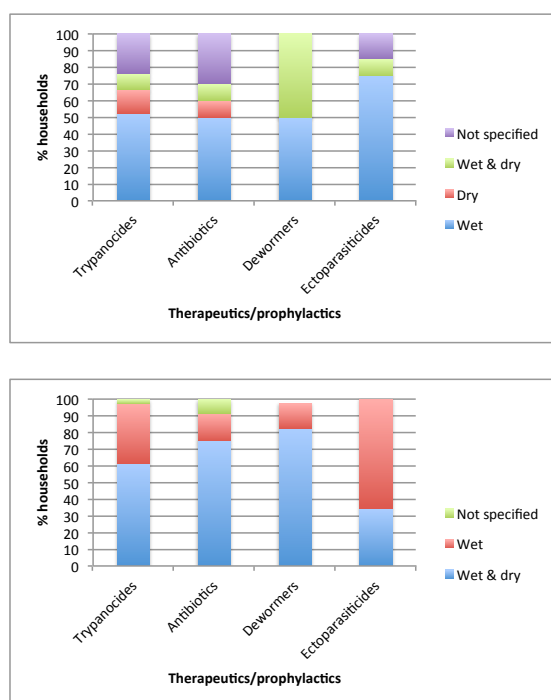 100
90
80
70
60
50
40
30
20
10
0
% households
Trypanocides
Antibiotics
Dewormers
Ectoparasiticides
Therapeutics/prophylactics
Not specified
Wet & dry
Dry
Wet
100
90
80
70
60
50
40
30
20
10
0
% households
Trypanocides
Antibiotics
Dewormers
Ectoparasiticides
Therapeutics/prophylactics
Not specified
Wet
Wet & dry